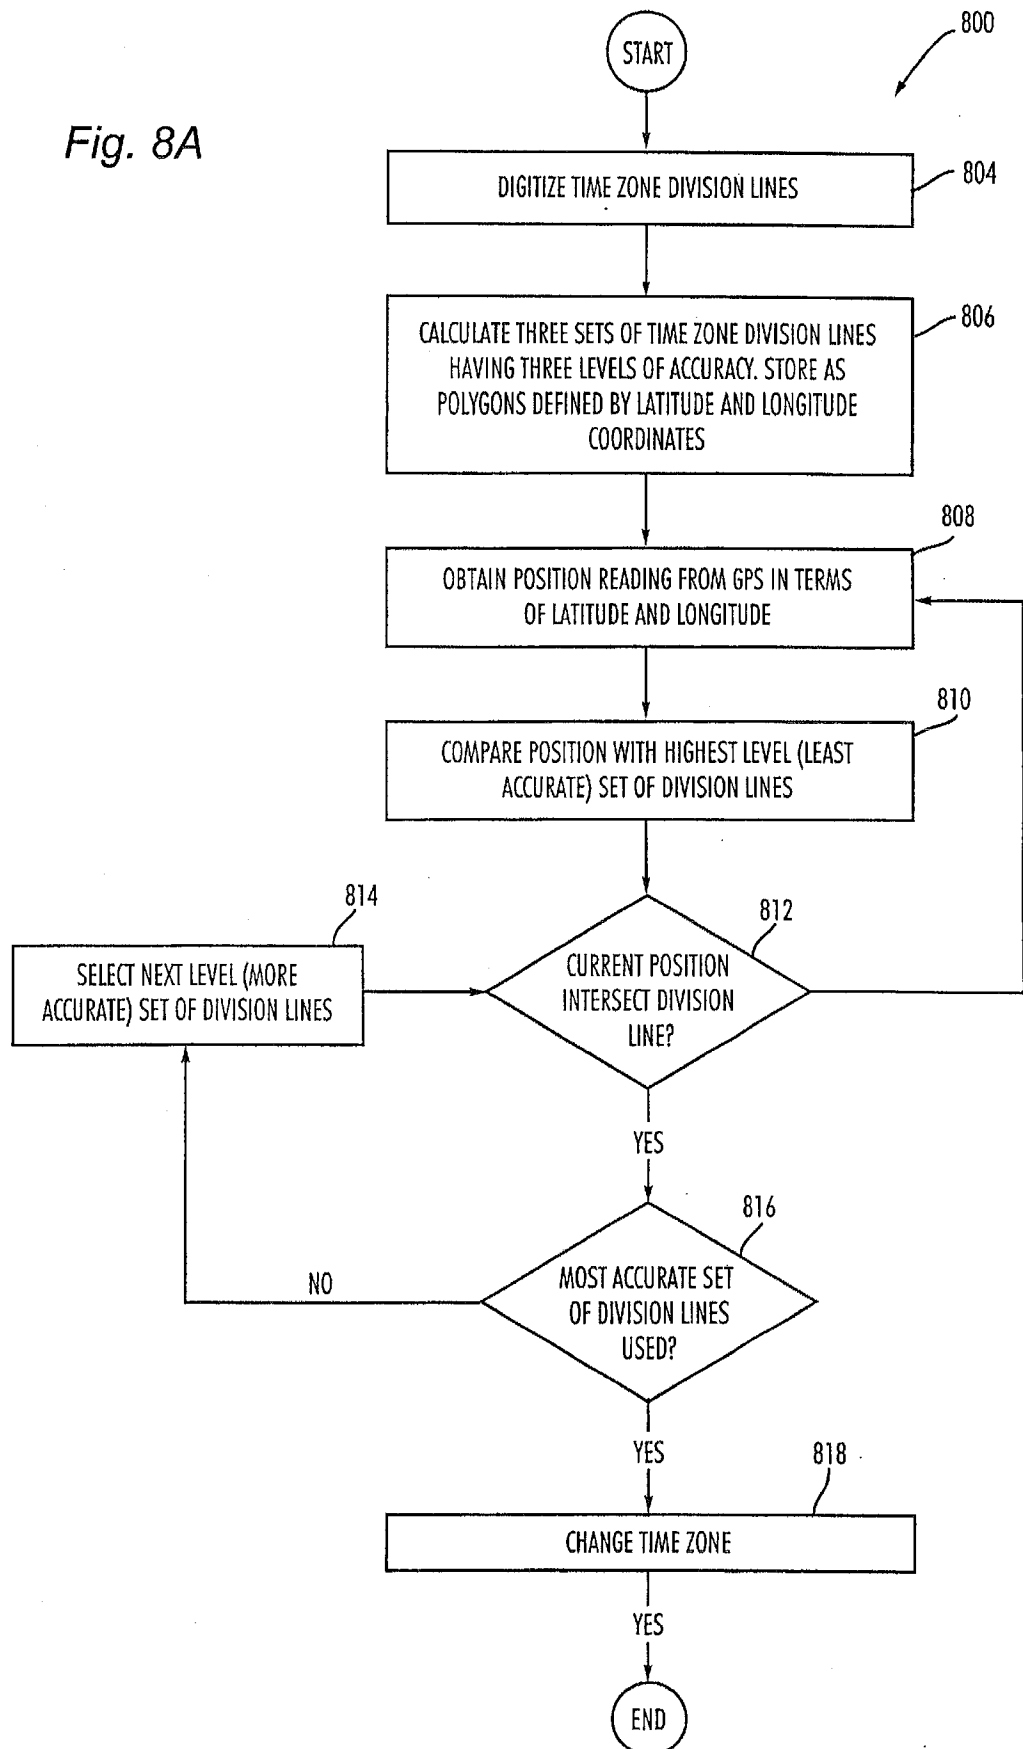 800
START
Fig. 8A
DIGITIZE TIME ZONE DIVISION LINES
804
CALCULATE THREE SETS OF TIME ZONE DIVISION LINES
HAVING THREE LEVELS OF ACCURACY. STORE AS
POLYGONS DEFINED BY LATITUDE AND LONGITUDE
COORDINATES
806
808
OBTAIN POSITION READING FROM GPS IN TERMS
OF LATITUDE AND LONGITUDE
810
COMPARE POSITION WITH HIGHEST LEVEL (LEAST
ACCURATE) SET OF DIVISION LINES
814
SELECT NEXT LEVEL (MORE
ACCURATE) SET OF DIVISION LINES
812
CURRENT POSITION
INTERSECT DIVISION
LINE?
YES
816
MOST ACCURATE SET
OF DIVISION LINES
USED?
NO
YES
818
CHANGE TIME ZONE
YES
END